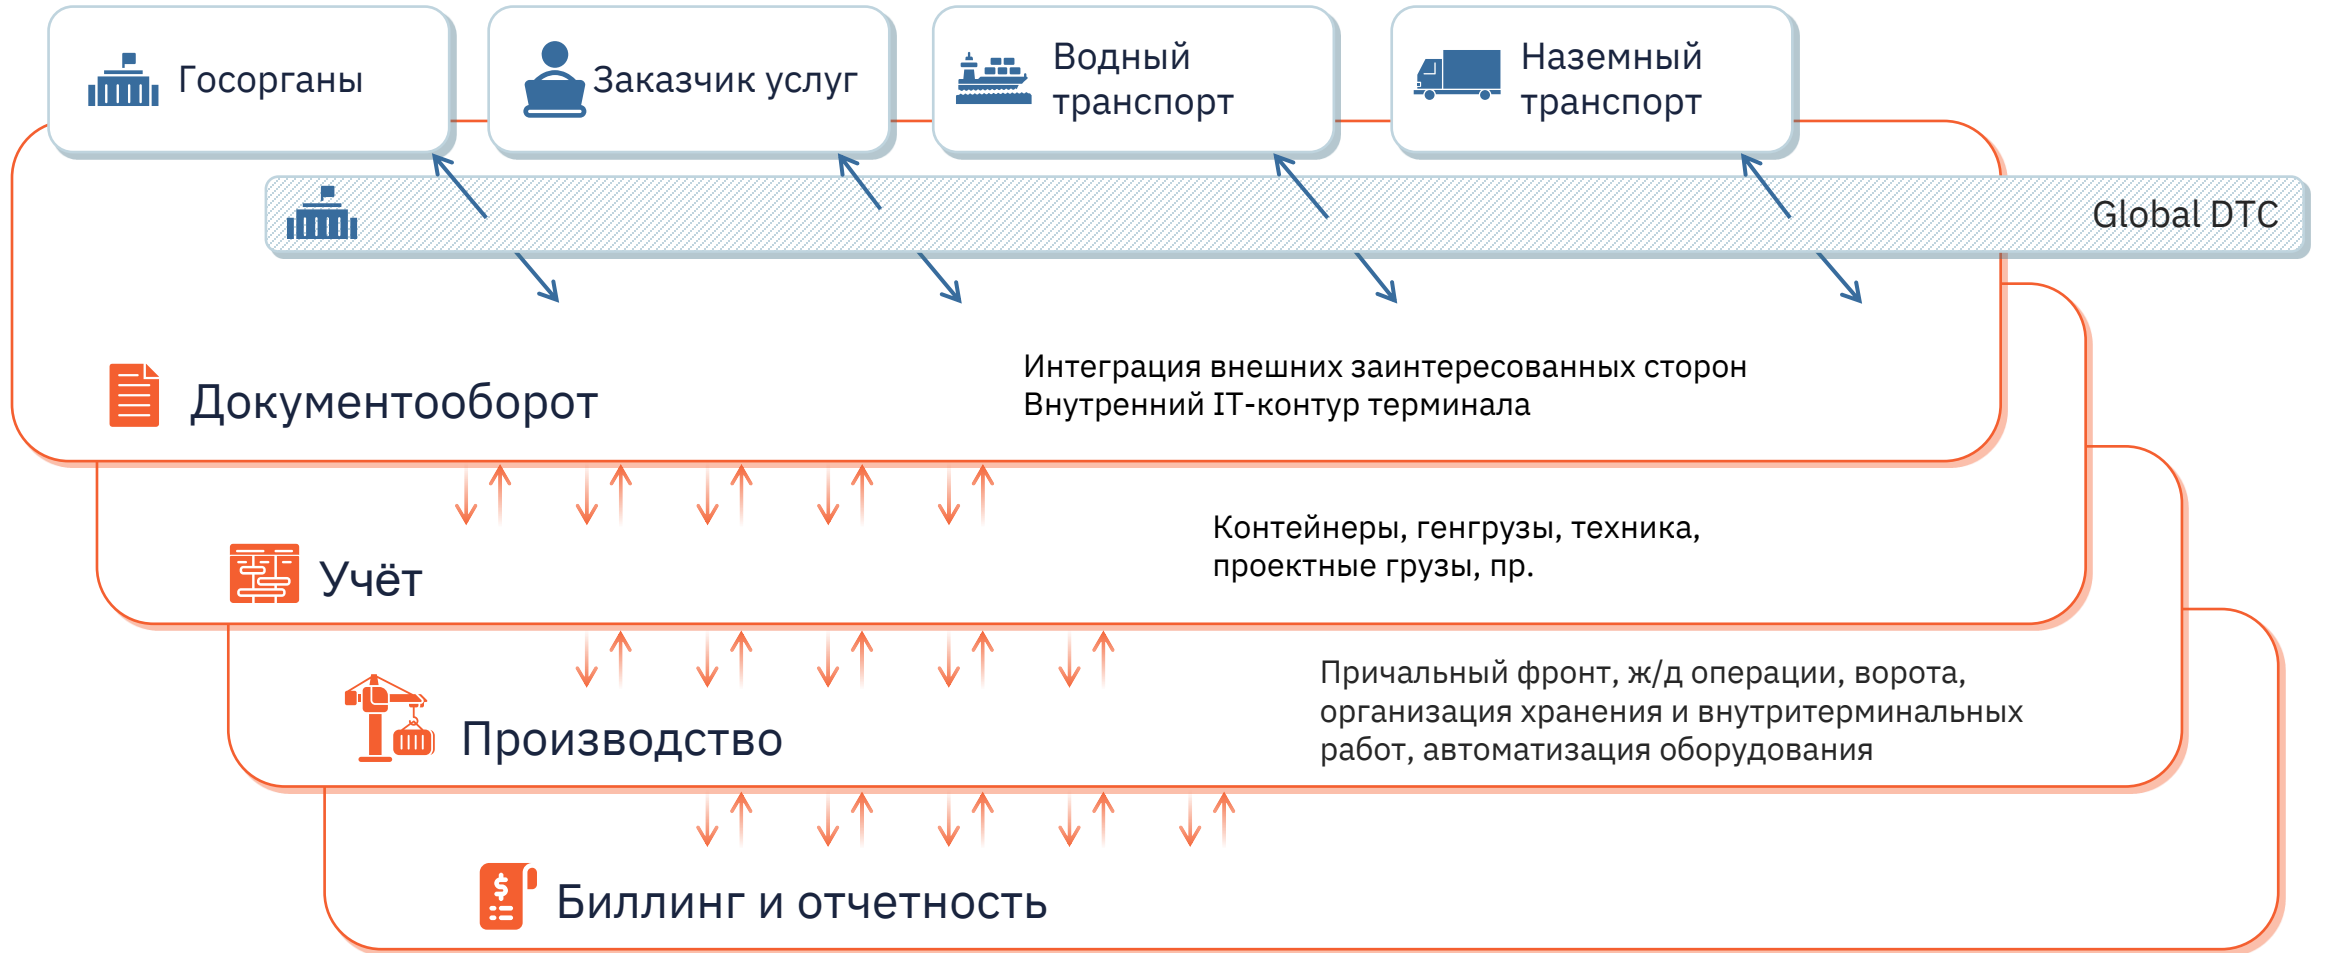 Госорганы
Заказчик услуг
Водный
транспорт
Наземный
транспорт
Global DTC
Документооборот
Интеграция внешних заинтересованных сторон
Внутренний IT-контур терминала
Учёт
Контейнеры, генгрузы, техника,
проектные грузы, пр.
Производство
Причальный фронт, ж/д операции, ворота,
организация хранения и внутритерминальных
работ, автоматизация оборудования
Биллинг и отчетность